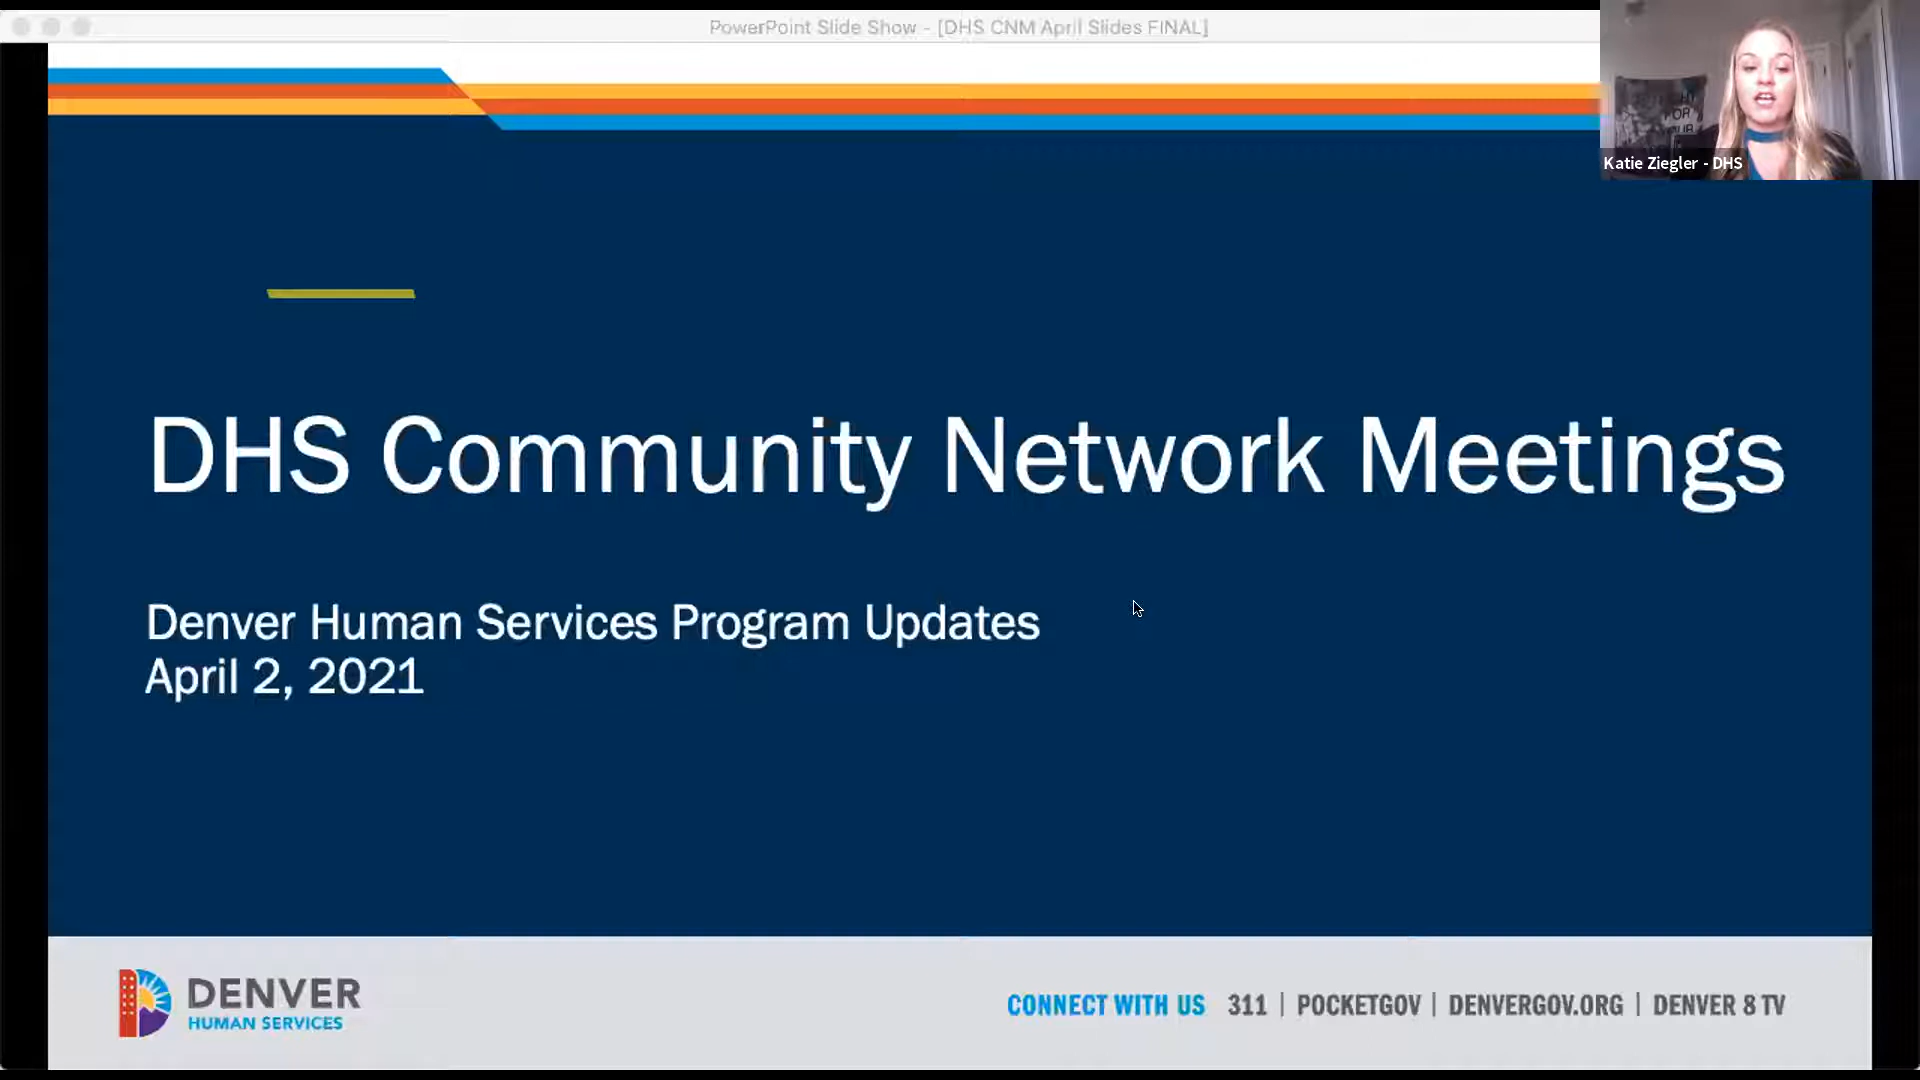 PowerPoint Slide Show - [DHS CNM April Slides FINAL]
FOR
Katie Ziegler - DHS
DHS Community Network Meetings
Denver Human Services Program Updates
April 2, 2021
DENVER
HUMAN SERVICES
CONNECT WITH US 311 | POCKETGOV | DENVERGOV.ORG | DENVER 8 TV